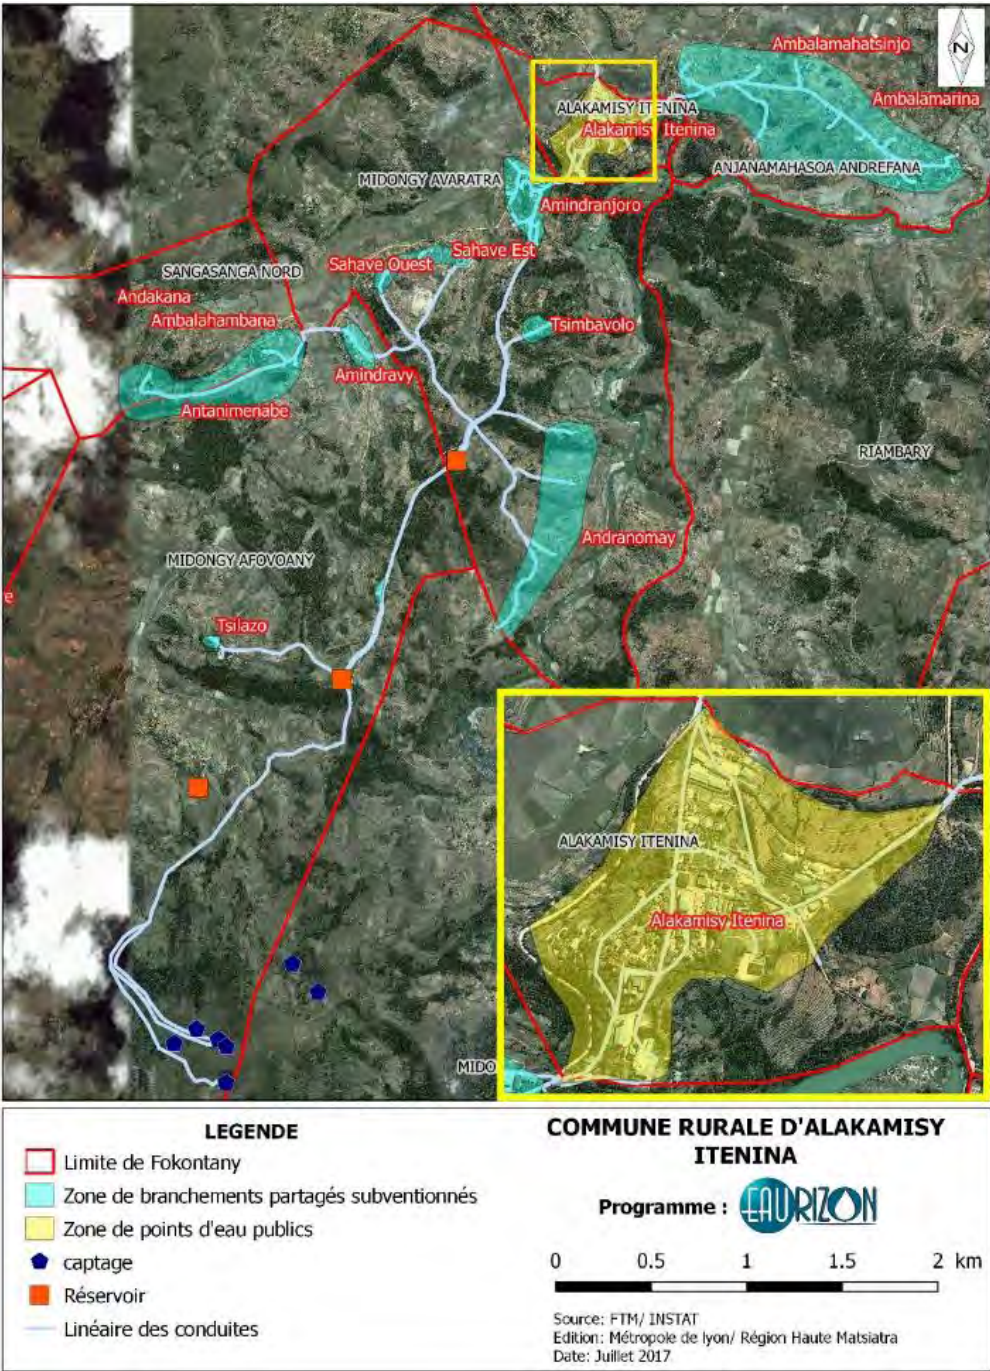 N
Ambalamahatsinjo
Ambalamarina
ALAKAMISY ITENINA
Alakamisy Itenina
ANJANAMAHASOA ANDREFANA
MIDONGY AVARATRA
Amindranjoro
Sahave Est
Sahave Ouest
SANGASANGA NORD
Andakana
Ambalahambana
Tsimbavolo
Amindravy
Antanimenabe
RIAMBARY
Andranomay
MIDONGY AFOVOANY
e
Tsilazo
ALAKAMISY ITENINA
Alakamisy Itenina
MIDO
LEGENDE
Limite de Fokontany
Zone de branchements partagés subventionnés
Zone de points d'eau publics
captage
Réservoir
Linéaire des conduites
COMMUNE RURALE D'ALAKAMISY
ITENINA
Programme : EAURIZON
0 0.5 1 1.5 2 km
Source: FTM/ INSTAT
Edition: Métropole de lyon/ Région Haute Matsiatra
Date: Juillet 2017